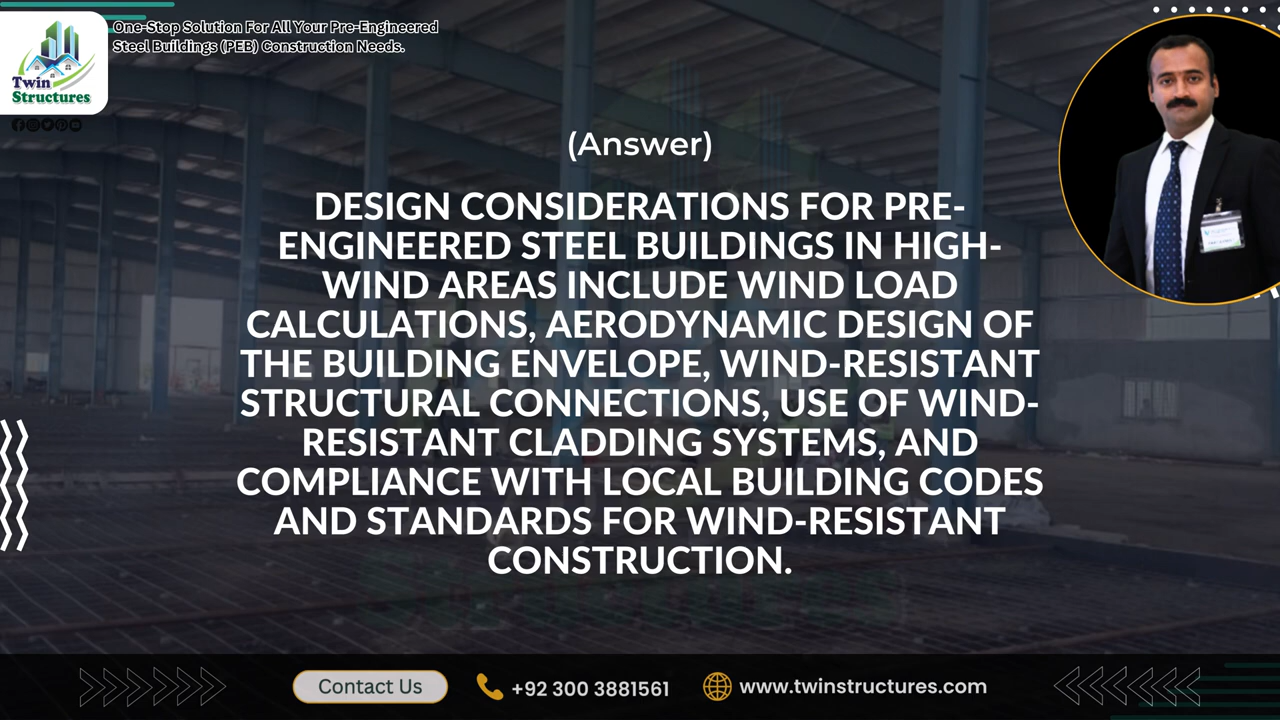 One-Stop Solution For All Your Pre-Engineered
Steel Buildings (PEB) Construction Needs.
Twin
Structures
(Answer)
DESIGN CONSIDERATIONS FOR PRE-
ENGINEERED STEEL BUILDINGS IN HIGH-
WIND AREAS INCLUDE WIND LOAD
CALCULATIONS, AERODYNAMIC DESIGN OF
THE BUILDING ENVELOPE, WIND-RESISTANT
STRUCTURAL CONNECTIONS, USE OF WIND-
RESISTANT CLADDING SYSTEMS, AND
COMPLIANCE WITH LOCAL BUILDING CODES
AND STANDARDS FOR WIND-RESISTANT
CONSTRUCTION.
Contact Us
+92 300 3881561
www.twinstructures.com